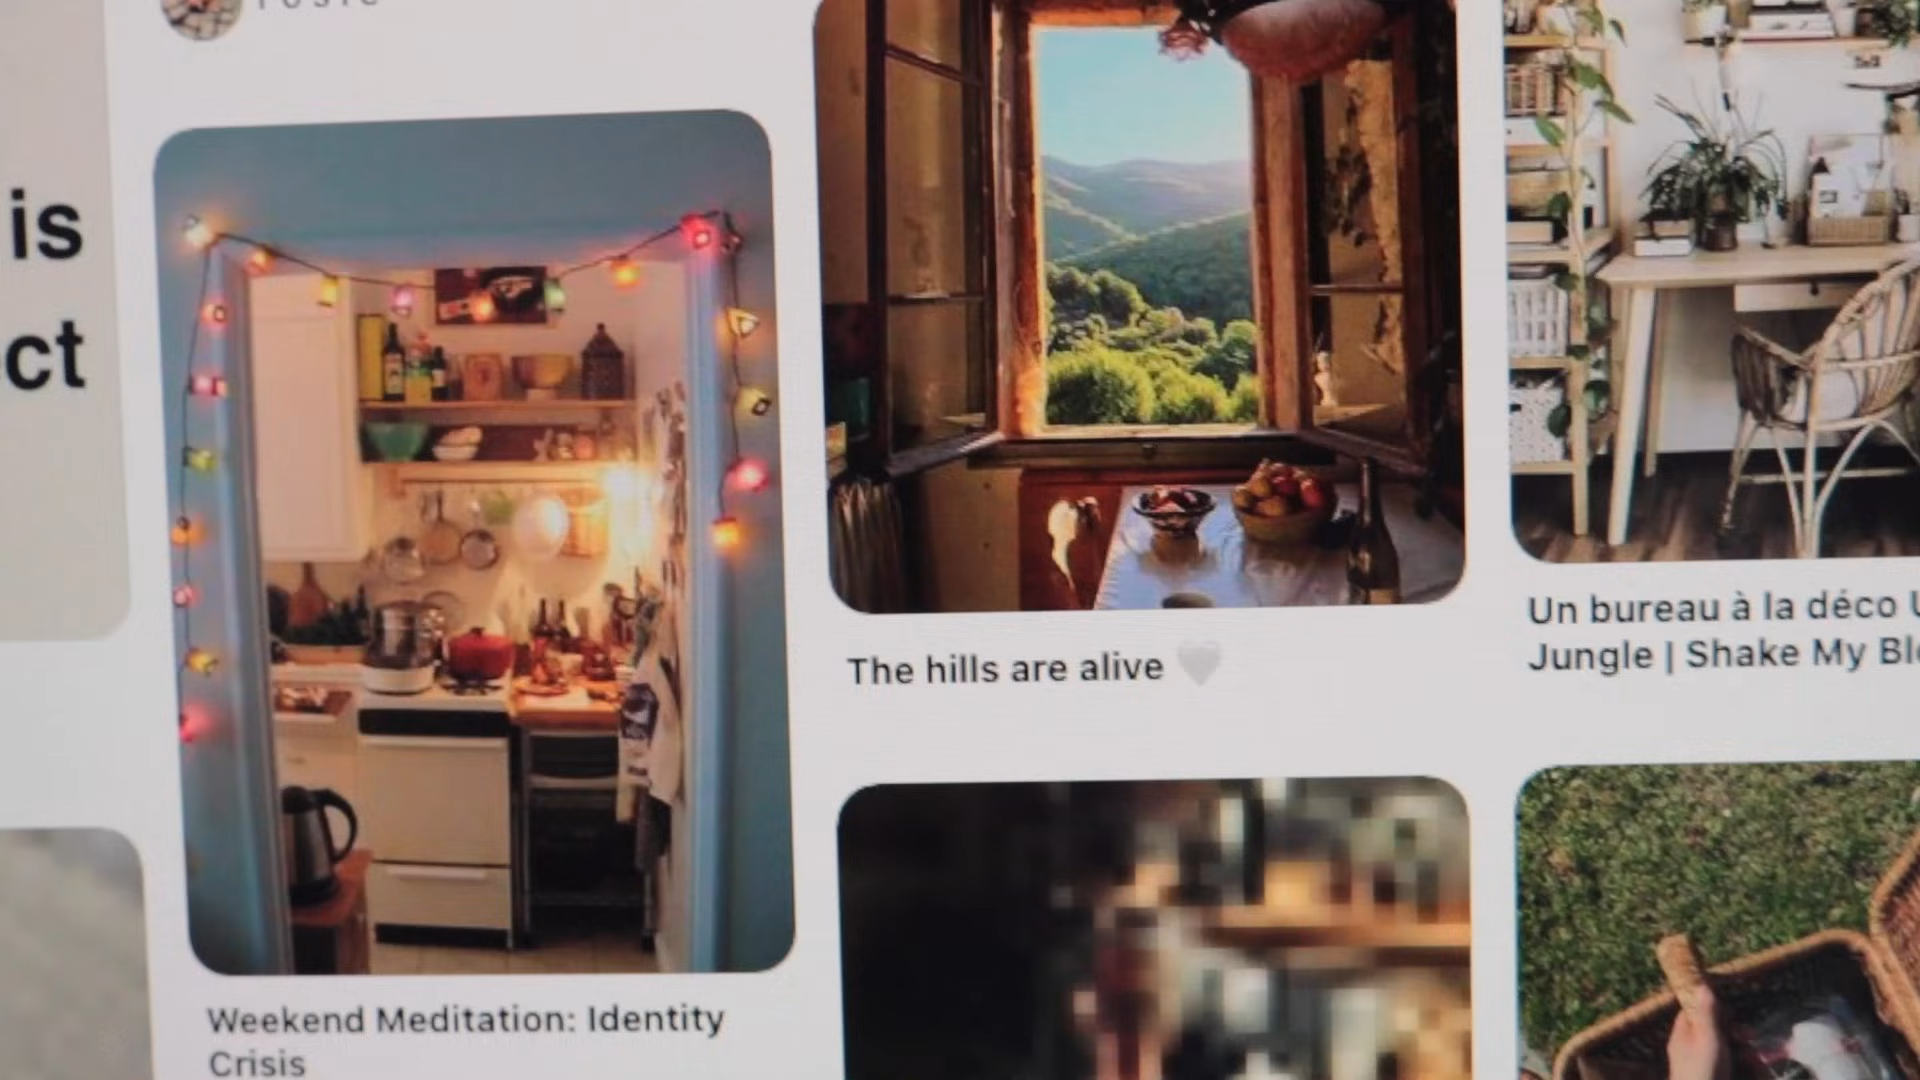 is
ct
The hills are alive 🤍
Un bureau à la déco
Jungle | Shake My
Weekend Meditation: Identity
Crisis